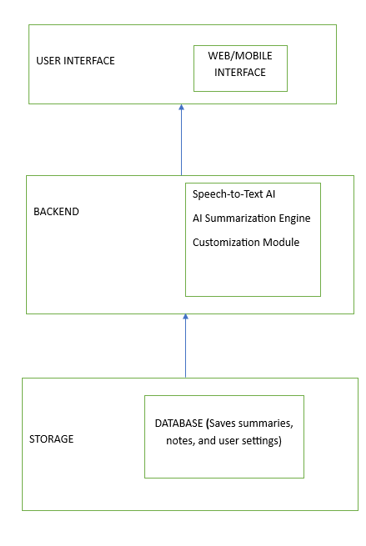 USER INTERFACE
WEB/MOBILE
INTERFACE
BACKEND
Speech-to-Text AI
AI Summarization Engine
Customization Module
STORAGE
DATABASE (Saves summaries,
notes, and user settings)